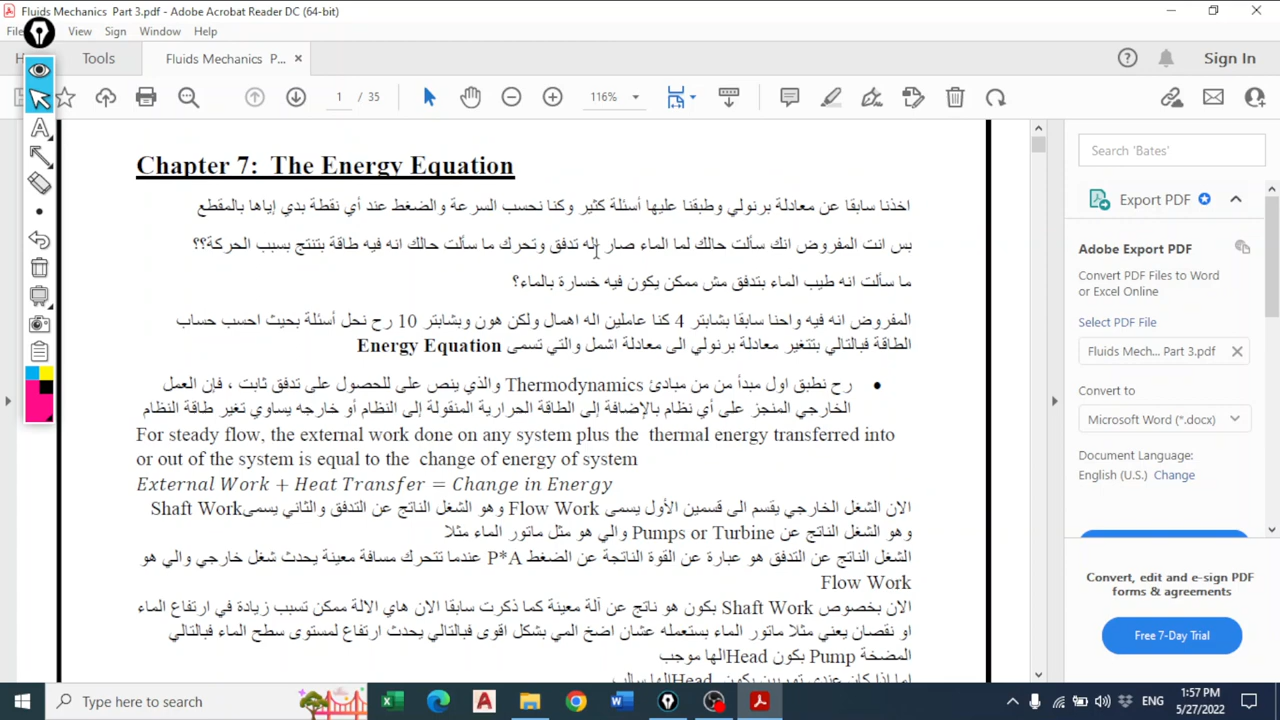 Fluids Mechanics Part 3.pdf - Adobe Acrobat Reader DC (64-bit)
View Sign Window Help
Tools
Fluids Mechanics P...
Sign In
1 / 35
116%
Chapter 7: The Energy Equation
اخذنا سابقا عن معادلة برنولي وطبقنا عليها أسئلة كثير وكنا نحسب السرعة والضغط عند أي نقطة بدي إياها بالمقطع
بس انت المفروض انك سألت حالك لما الماء صار إله تدفق وتحرك ما سألت حالك انه فيه طاقة بتنتج بسبب الحركة؟؟
ما سألت انه طيب الماء بتدفق مش ممكن يكون فيه خسارة بالماء؟
المفروض انه فيه واحنا سابقا بشابتر 4 كنا عاملين اله اهمال ولكن هون وبشابتر 10 رح نحل أسئلة بحيث احسب حساب
الطاقة فبالتالي بتتغير معادلة برنولي الى معادلة اشمل والتي تسمى Energy Equation
• رح نطبق اول مبدأ من من مبادئ Thermodynamics والذي ينص على للحصول على تدفق ثابت ، فإن العمل
الخارجي المنجز على أي نظام بالإضافة إلى الطاقة الحرارية المنقولة إلى النظام أو خارجه يساوي تغير طاقة النظام
For steady flow, the external work done on any system plus the thermal energy transferred into
or out of the system is equal to the change of energy of system
External Work + Heat Transfer = Change in Energy
الان الشغل الخارجي يقسم الى قسمين الأول يسمى Flow Work وهو الشغل الناتج عن التدفق والثاني يسمى Shaft Work
وهو الشغل الناتج عن Pumps or Turbine والي هو مثل ماتور الماء مثلا
الشغل الناتج عن التدفق هو عبارة عن القوة الناتجة عن الضغط P*A عندما تتحرك مسافة معينة يحدث شغل خارجي والي هو
Flow Work
الان بخصوص Shaft Work بكون هو ناتج عن آلة معينة كما ذكرت سابقا الان هاي الالة ممكن تسبب زيادة في ارتفاع الماء
او نقصان يعني مثلا ماتور الماء بستعمله عشان اضخ المي بشكل اقوى فبالتالي يحدث ارتفاع لمستوى سطح الماء فبالتالي
المضخة Pump بكون Head الها موجب
اما اذا كان عندي توربين بكون Head الها سالب
Search 'Bates'
Export PDF
Adobe Export PDF
Convert PDF Files to Word
or Excel Online
Select PDF File
Fluids Mech... Part 3.pdf
Convert to
Microsoft Word (*.docx)
Document Language:
English (U.S.) Change
Convert, edit and e-sign PDF
forms & agreements
Free 7-Day Trial
Type here to search
ENG
1:57 PM
5/27/2022